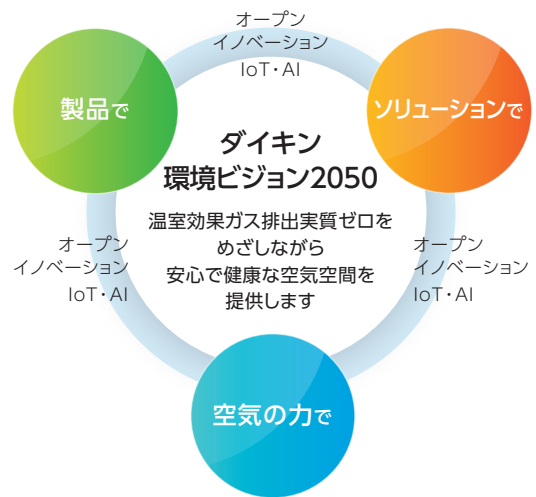 オープン
イノベーション
IoT・AI
製品で
ソリューションで
ダイキン
環境ビジョン2050
温室効果ガス排出実質ゼロを
めざしながら
安心で健康な空気空間を
提供します
オープン
イノベーション
IoT・AI
オープン
イノベーション
IoT・AI
空気の力で